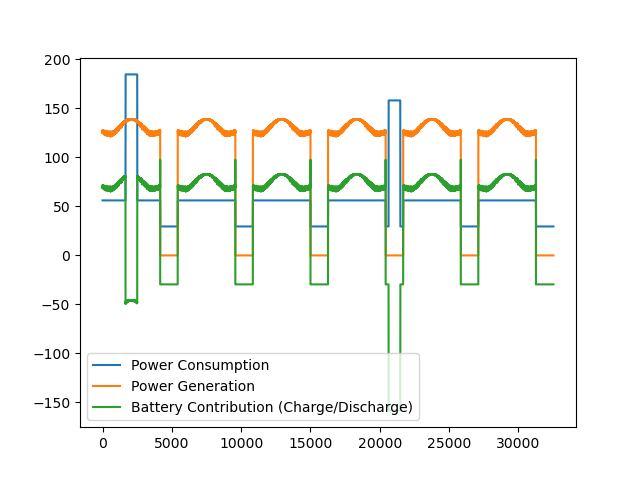 200
150
100
50
0
−50
−100
−150
Power Consumption
Power Generation
Battery Contribution (Charge/Discharge)
0 5000 10000 15000 20000 25000 30000